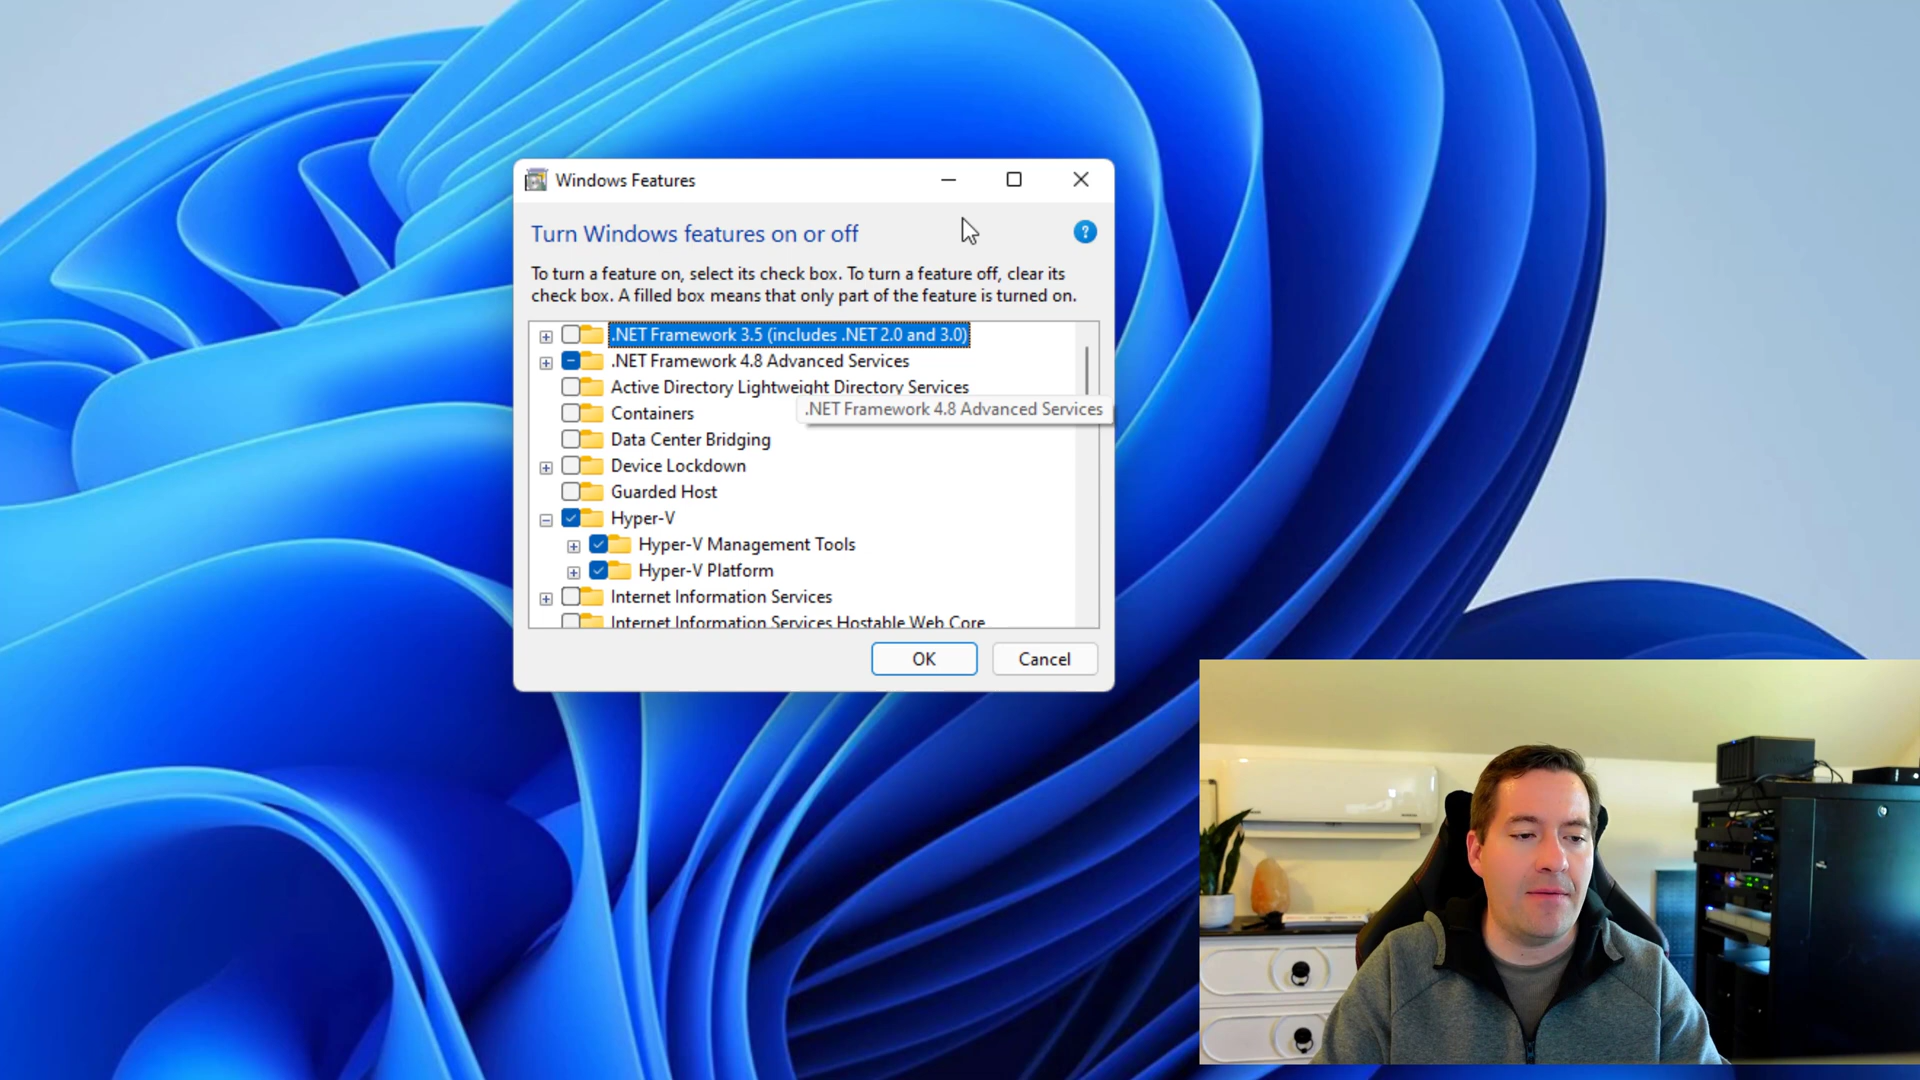 Windows Features
Turn Windows features on or off
?
To turn a feature on, select its check box. To turn a feature off, clear its
check box. A filled box means that only part of the feature is turned on.
.NET Framework 3.5 (includes .NET 2.0 and 3.0)
.NET Framework 4.8 Advanced Services
Active Directory Lightweight Directory Services
.NET Framework 4.8 Advanced Services
Containers
Data Center Bridging
Device Lockdown
Guarded Host
Hyper-V
Hyper-V Management Tools
Hyper-V Platform
Internet Information Services
Internet Information Services Hostable Web Core
OK
Cancel